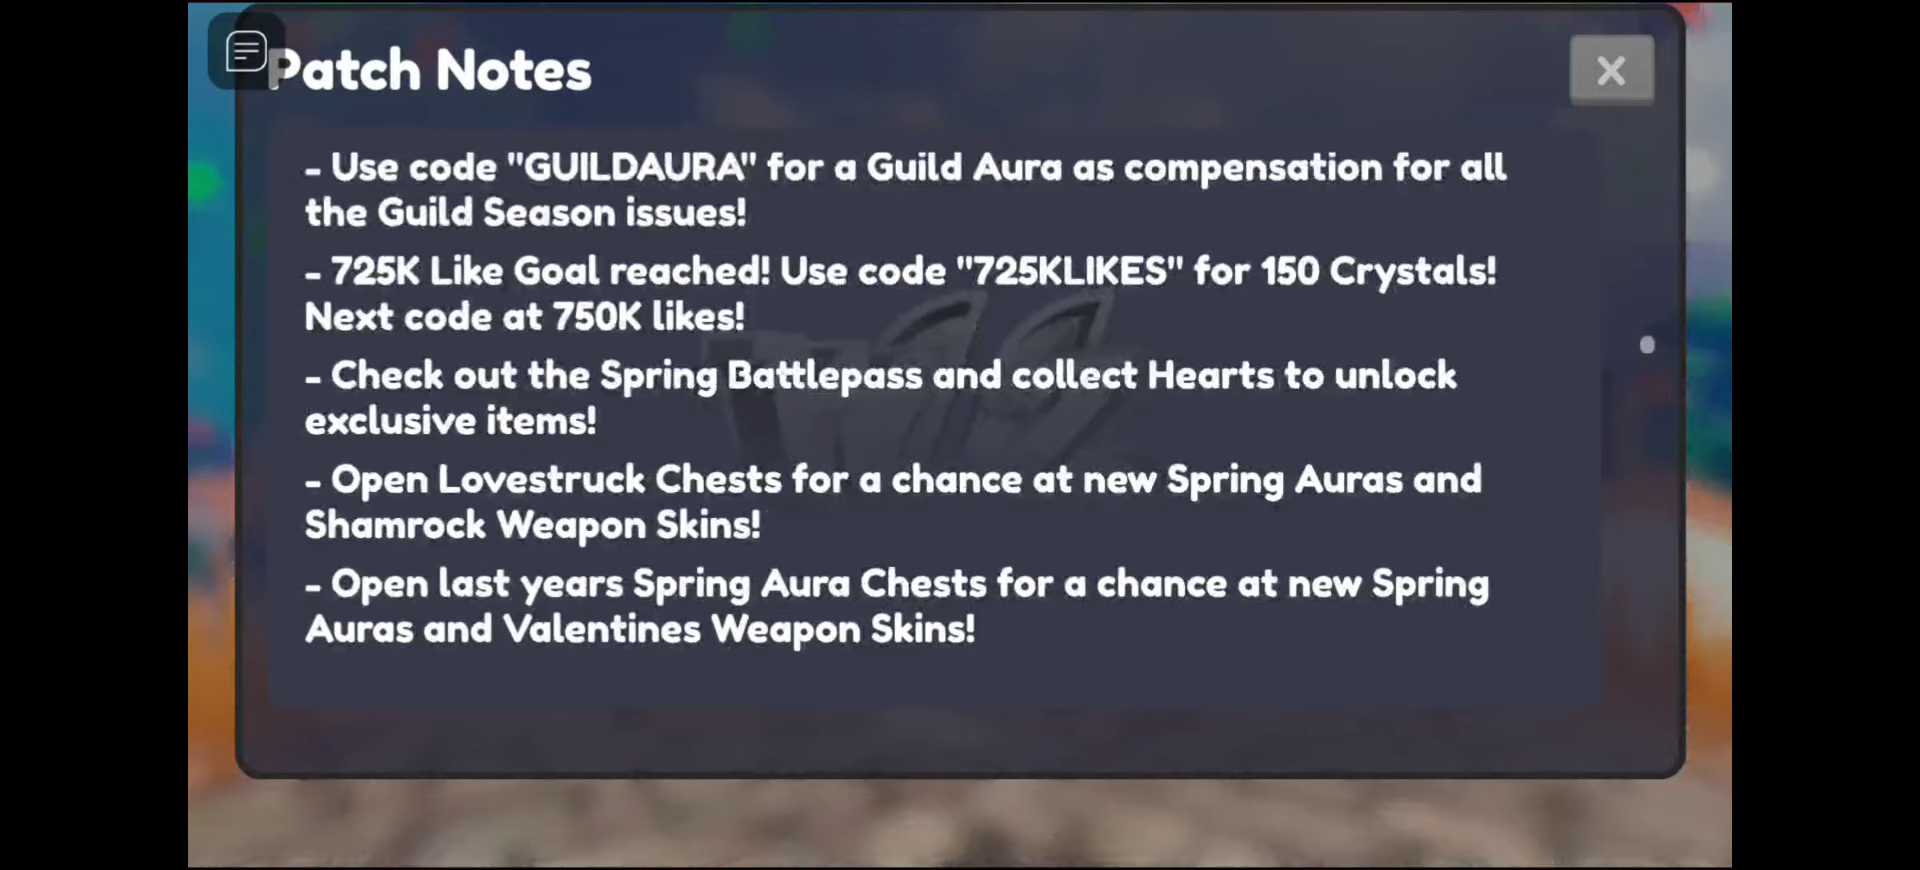 Patch Notes
- Use code "GUILDAURA" for a Guild Aura as compensation for all
the Guild Season issues!
- 725K Like Goal reached! Use code "725KLIKES" for 150 Crystals!
Next code at 750K likes!
- Check out the Spring Battlepass and collect Hearts to unlock
exclusive items!
- Open Lovestruck Chests for a chance at new Spring Auras and
Shamrock Weapon Skins!
- Open last years Spring Aura Chests for a chance at new Spring
Auras and Valentines Weapon Skins!